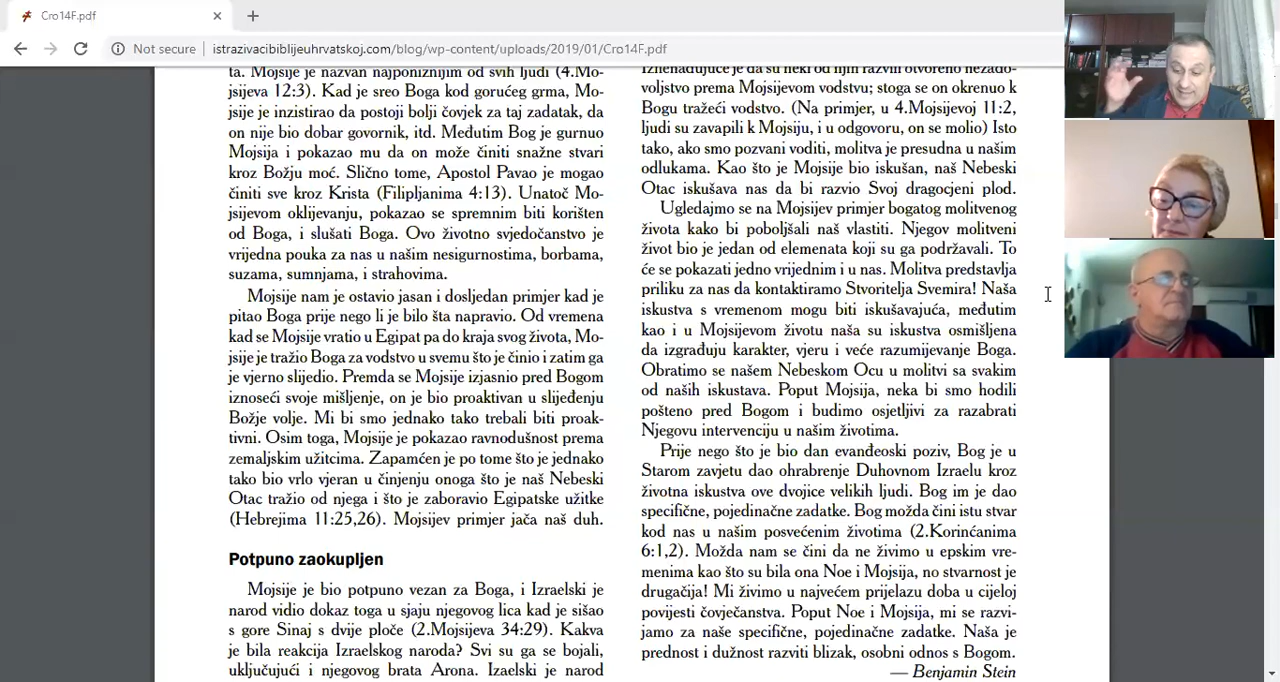 Cro14F.pdf
Not secure
istrazivacibiblijeuhrvatskoj.com/blog/wp-content/uploads/2019/01/Cro14F.pdf
ta. Mojsije je nazvan najponiznijim od svih ljudi (4.Mo-
jsijeva 12:3). Kad je sreo Boga kod gorućeg grma, Mo-
jsije je inzistirao da postoji bolji čovjek za taj zadatak, da
on nije bio dobar govornik, itd. Međutim Bog je gurnuo
Mojsija i pokazao mu da on može činiti snažne stvari
kroz Božju moć. Slično tome, Apostol Pavao je mogao
činiti sve kroz Krista (Filipljanima 4:13). Unatoč Mo-
jsijevom oklijevanju, pokazao se spremnim biti korišten
od Boga, i slušati Boga. Ovo životno svjedočanstvo je
vrijedna pouka za nas u našim nesigurnostima, borbama,
suzama, sumnjama, i strahovima.
Mojsije nam je ostavio jasan i dosljedan primjer kad je
pitao Boga prije nego li je bilo šta napravio. Od vremena
kad se Mojsije vratio u Egipat pa do kraja svog života, Mo-
jsije je tražio Boga za vodstvo u svemu što je činio i zatim ga
je vjerno slijedio. Premda se Mojsije izjasnio pred Bogom
iznoseći svoje mišljenje, on je bio proaktivan u slijeđenju
Božje volje. Mi bi smo jednako tako trebali biti proak-
tivni. Osim toga, Mojsije je pokazao ravnodušnost prema
zemaljskim užitcima. Zapamćen je po tome što je jednako
tako bio vrlo vjeran u činjenju onoga što je naš Nebeski
Otac tražio od njega i što je zaboravio Egipatske užitke
(Hebrejima 11:25,26). Mojsijev primjer jača naš duh.
Potpuno zaokupljen
Mojsije je bio potpuno vezan za Boga, i Izraelski je
narod vidio dokaz toga u sjaju njegovog lica kad je sišao
s gore Sinaj s dvije ploče (2.Mojsijeva 34:29). Kakva
je bila reakcija Izraelskog naroda? Svi su ga se bojali,
uključujući i njegovog brata Arona. Izaelski je narod
Iznenađujuće je da su neki od njih razvili otvoreno nezado-
voljstvo prema Mojsijevom vodstvu; stoga se on okrenuo k
Bogu tražeći vodstvo. (Na primjer, u 4.Mojsijevoj 11:2,
ljudi su zavapili k Mojsiju, i u odgovoru, on se molio) Isto
tako, ako smo pozvani voditi, molitva je presudna u našim
odlukama. Kao što je Mojsije bio iskušan, naš Nebeski
Otac iskušava nas da bi razvio Svoj dragocjeni plod.
Ugledajmo se na Mojsijev primjer bogatog molitvenog
života kako bi poboljšali naš vlastiti. Njegov molitveni
život bio je jedan od elemenata koji su ga podržavali. To
će se pokazati jedno vrijednim i u nas. Molitva predstavlja
priliku za nas da kontaktiramo Stvoritelja Svemira! Naša
iskustva s vremenom mogu biti iskušavajuća, međutim
kao i u Mojsijevom životu naša su iskustva osmišljena
da izgrađuju karakter, vjeru i veće razumijevanje Boga.
Obratimo se našem Nebeskom Ocu u molitvi sa svakim
od naših iskustava. Poput Mojsija, neka bi smo hodili
pošteno pred Bogom i budimo osjetljivi za razabrati
Njegovu intervenciju u našim životima.
Prije nego što je bio dan evanđeoski poziv, Bog je u
Starom zavjetu dao ohrabrenje Duhovnom Izraelu kroz
životna iskustva ove dvojice velikih ljudi. Bog im je dao
specifične, pojedinačne zadatke. Bog možda čini istu stvar
kod nas u našim posvećenim životima (2.Korinćanima
6:1,2). Možda nam se čini da ne živimo u epskim vre-
menima kao što su bila ona Noe i Mojsija, no stvarnost je
drugačija! Mi živimo u najvećem prijelazu doba u cijeloj
povijesti čovječanstva. Poput Noe i Mojsija, mi se razvi-
jamo za naše specifične, pojedinačne zadatke. Naša je
prednost i dužnost razviti blizak, osobni odnos s Bogom.
— Benjamin Stein